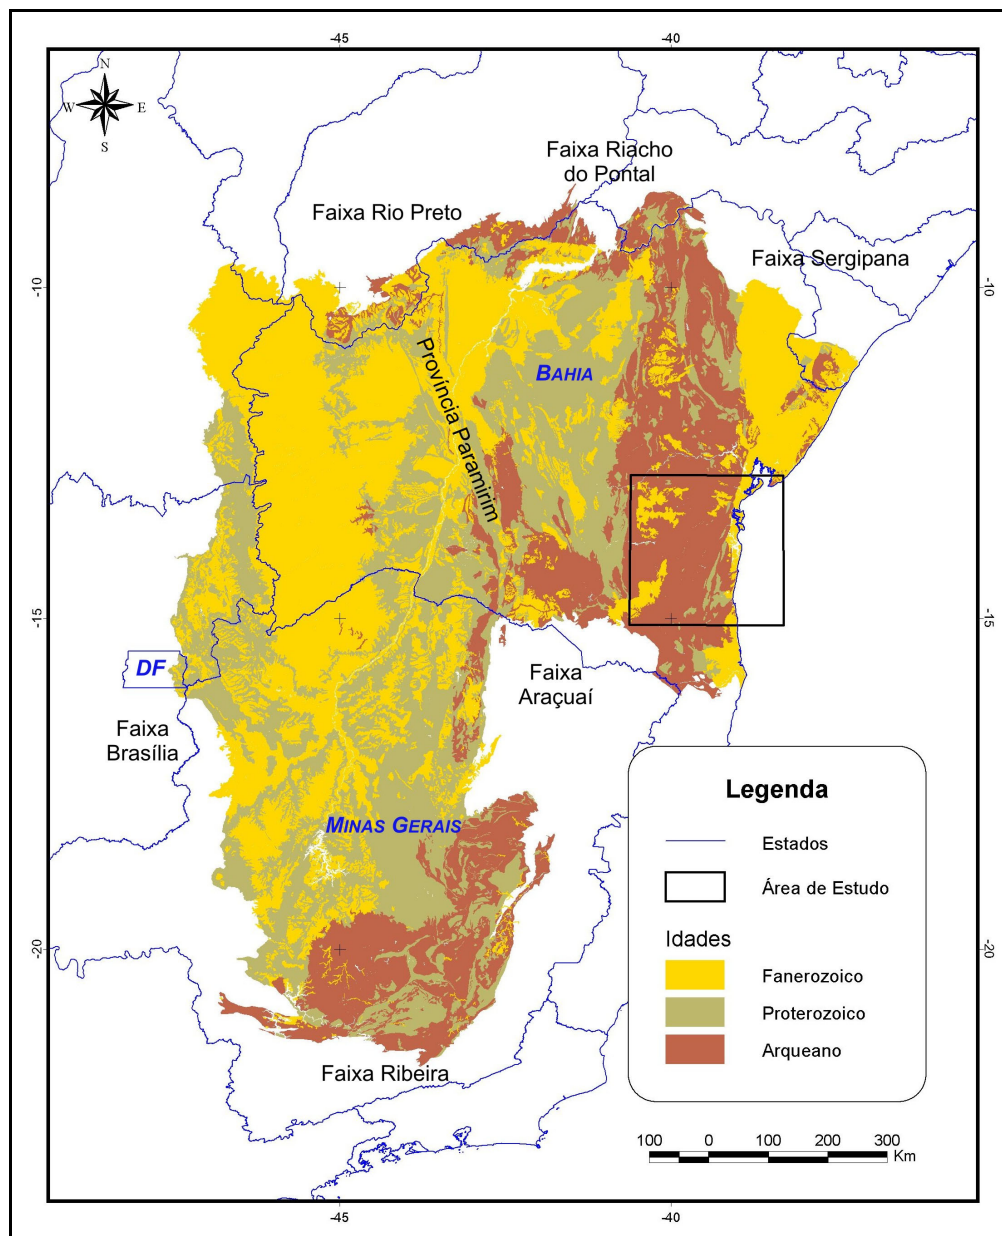 -45
-40
N
W
E
S
Faixa Riacho
do Pontal
Faixa Rio Preto
Faixa Sergipana
-10
-10
BAHIA
Província Paramirim
-15
-15
DF
Faixa
Araçuaí
Faixa
Brasília
MINAS GERAIS
Legenda
Estados
Área de Estudo
Idades
-20
-20
Fanerozoico
Proterozoico
Arqueano
Faixa Ribeira
100
0
100
200
300
Km
-45
-40